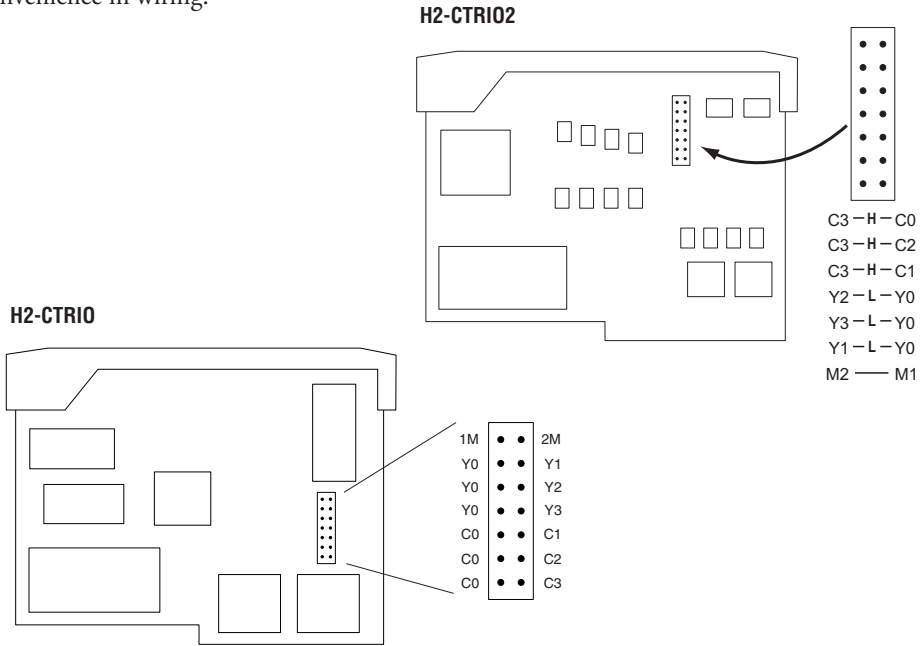 nvenience in wiring.
H2-CTRIO2
C3 – H – C0
C3 – H – C2
C3 – H – C1
Y2 – L – Y0
Y3 – L – Y0
Y1 – L – Y0
M2 —— M1
H2-CTRIO
1M 2M
Y0 Y1
Y0 Y2
Y0 Y3
C0 C1
C0 C2
C0 C3